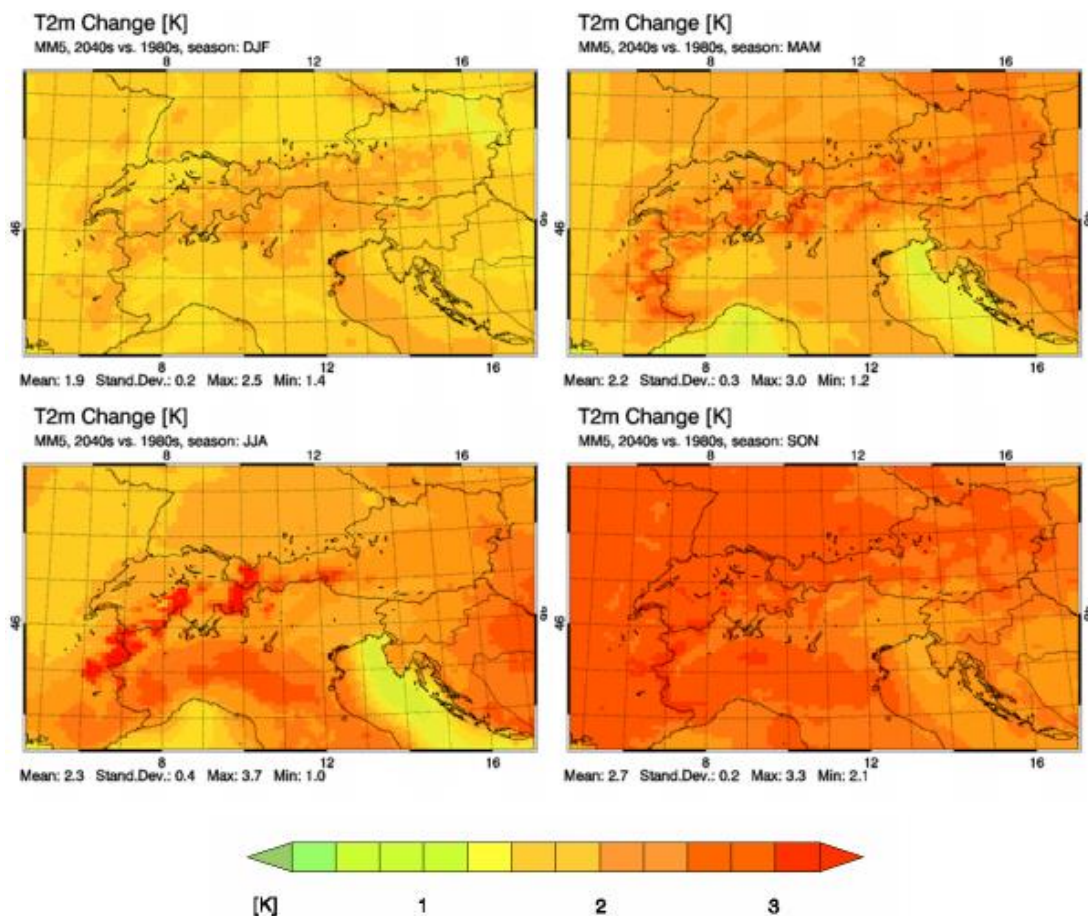 T2m Change [K]
MM5, 2040s vs. 1980s, season: DJF
8 12 16
46
8 12 16
Mean: 1.9 Stand.Dev.: 0.2 Max: 2.5 Min: 1.4
T2m Change [K]
MM5, 2040s vs. 1980s, season: MAM
8 12 16
46
8 12 16
Mean: 2.2 Stand.Dev.: 0.3 Max: 3.0 Min: 1.2
T2m Change [K]
MM5, 2040s vs. 1980s, season: JJA
8 12 16
46
8 12 16
Mean: 2.3 Stand.Dev.: 0.4 Max: 3.7 Min: 1.0
T2m Change [K]
MM5, 2040s vs. 1980s, season: SON
8 12 16
46
8 12 16
Mean: 2.7 Stand.Dev.: 0.2 Max: 3.3 Min: 2.1
[K] 1 2 3